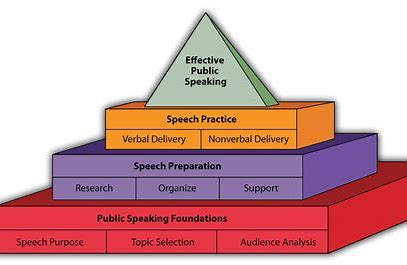 Effective
Public
Speaking
Speech Practice
Verbal Delivery Nonverbal Delivery
Speech Preparation
Research Organize Support
Public Speaking Foundations
Speech Purpose Topic Selection Audience Analysis